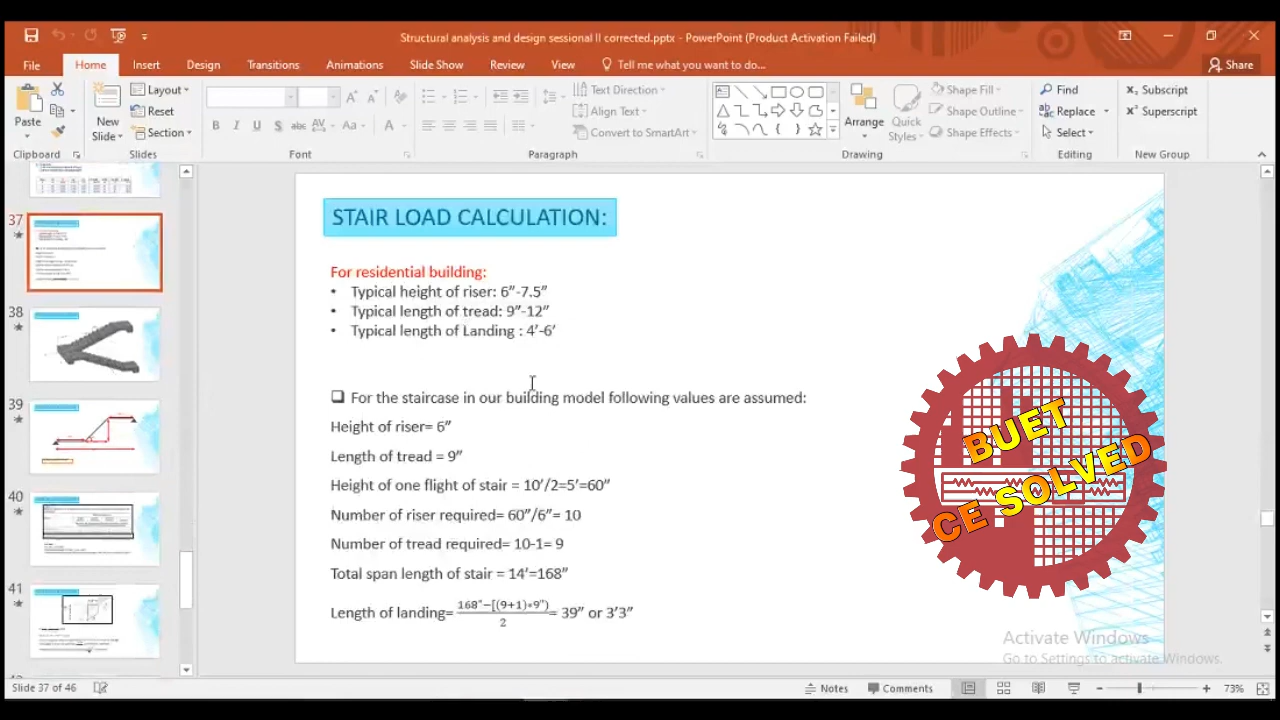 Structural analysis and design sessional II corrected.pptx - PowerPoint (Product Activation Failed)
File Home Insert Design Transitions Animations Slide Show Review View Tell me what you want to do... Share
Paste
New Slide
Layout
Reset
Section
B I U S abc AV Aa A
Text Direction
Align Text
Convert to SmartArt
Arrange
Quick Styles
Shape Fill
Shape Outline
Shape Effects
Find
Replace
Select
Subscript
Superscript
Clipboard Slides Font Paragraph Drawing Editing New Group
37
38
39
40
41
STAIR LOAD CALCULATION:
For residential building:
• Typical height of riser: 6”-7.5”
• Typical length of tread: 9”-12”
• Typical length of Landing : 4’-6’
❑ For the staircase in our building model following values are assumed:
Height of riser= 6”
Length of tread = 9”
Height of one flight of stair = 10’/2=5’=60”
Number of riser required= 60”/6”= 10
Number of tread required= 10-1= 9
Total span length of stair = 14’=168”
Length of landing= 168"−[(9+1)∗9") / 2 = 39” or 3’3”
BUET
CE SOLVED
Activate Windows
Go to Settings to activate Windows.
Slide 37 of 46 Notes Comments 73%